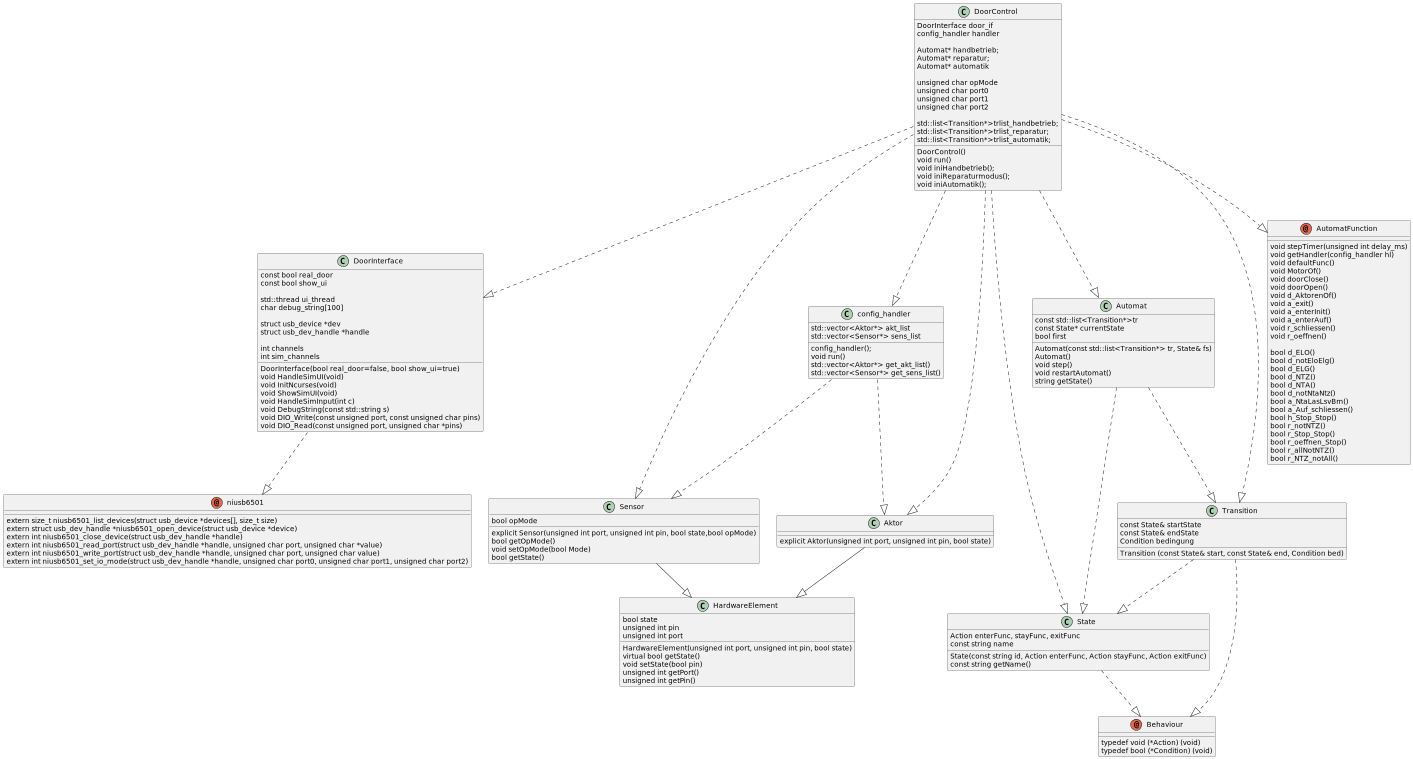 DoorControl
DoorInterface door_if
config_handler handler
Automat* handbetrieb;
Automat* reparatur;
Automat* automatik
unsigned char opMode
unsigned char port0
unsigned char port1
unsigned char port2
std::list<Transition*>trlist_handbetrieb;
std::list<Transition*>trlist_reparatur;
std::list<Transition*>trlist_automatik;
DoorControl()
void run()
void iniHandbetrieb();
void iniReparaturmodus();
void iniAutomatik();
AutomatFunction
void stepTimer(unsigned int delay_ms)
void getHandler(config_handler hl)
void defaultFunc()
void MotorOf()
void doorClose()
void doorOpen()
void d_AktorenOf()
void a_exit()
void a_enterInit()
void a_enterAuf()
void r_schliessen()
void r_oeffnen()
bool d_ELO()
bool d_notEloElg()
bool d_ELG()
bool d_NTZ()
bool d_NTA()
bool d_notNtaNtz()
bool a_NtaLasLsvBm()
bool a_Auf_schliessen()
bool h_Stop_Stop()
bool r_notNTZ()
bool r_Stop_Stop()
bool r_oeffnen_Stop()
bool r_allNotNTZ()
bool r_NTZ_notAll()
DoorInterface
const bool real_door
const bool show_ui
std::thread ui_thread
char debug_string[100]
struct usb_device *dev
struct usb_dev_handle *handle
int channels
int sim_channels
DoorInterface(bool real_door=false, bool show_ui=true)
void HandleSimUI(void)
void InitNcurses(void)
void ShowSimUI(void)
void HandleSimInput(int c)
void DebugString(const std::string s)
void DIO_Write(const unsigned port, const unsigned char pins)
void DIO_Read(const unsigned port, unsigned char *pins)
config_handler
std::vector<Aktor*> akt_list
std::vector<Sensor*> sens_list
config_handler();
void run()
std::vector<Aktor*> get_akt_list()
std::vector<Sensor*> get_sens_list()
Automat
const std::list<Transition*>tr
const State* currentState
bool first
Automat(const std::list<Transition*> tr, State& fs)
Automat()
void step()
void restartAutomat()
string getState()
niusb6501
extern size_t niusb6501_list_devices(struct usb_device *devices[], size_t size)
extern struct usb_dev_handle *niusb6501_open_device(struct usb_device *device)
extern int niusb6501_close_device(struct usb_dev_handle *handle)
extern int niusb6501_read_port(struct usb_dev_handle *handle, unsigned char port, unsigned char *value)
extern int niusb6501_write_port(struct usb_dev_handle *handle, unsigned char port, unsigned char value)
extern int niusb6501_set_io_mode(struct usb_dev_handle *handle, unsigned char port0, unsigned char port1, unsigned char port2)
Sensor
bool opMode
explicit Sensor(unsigned int port, unsigned int pin, bool state,bool opMode)
bool getOpMode()
void setOpMode(bool Mode)
bool getState()
Aktor
explicit Aktor(unsigned int port, unsigned int pin, bool state)
Transition
const State& startState
const State& endState
Condition bedingung
Transition (const State& start, const State& end, Condition bed)
HardwareElement
bool state
unsigned int pin
unsigned int port
HardwareElement(unsigned int port, unsigned int pin, bool state)
virtual bool getState()
void setState(bool pin)
unsigned int getPort()
unsigned int getPin()
State
Action enterFunc, stayFunc, exitFunc
const string name
State(const string id, Action enterFunc, Action stayFunc, Action exitFunc)
const string getName()
Behaviour
typedef void (*Action) (void)
typedef bool (*Condition) (void)